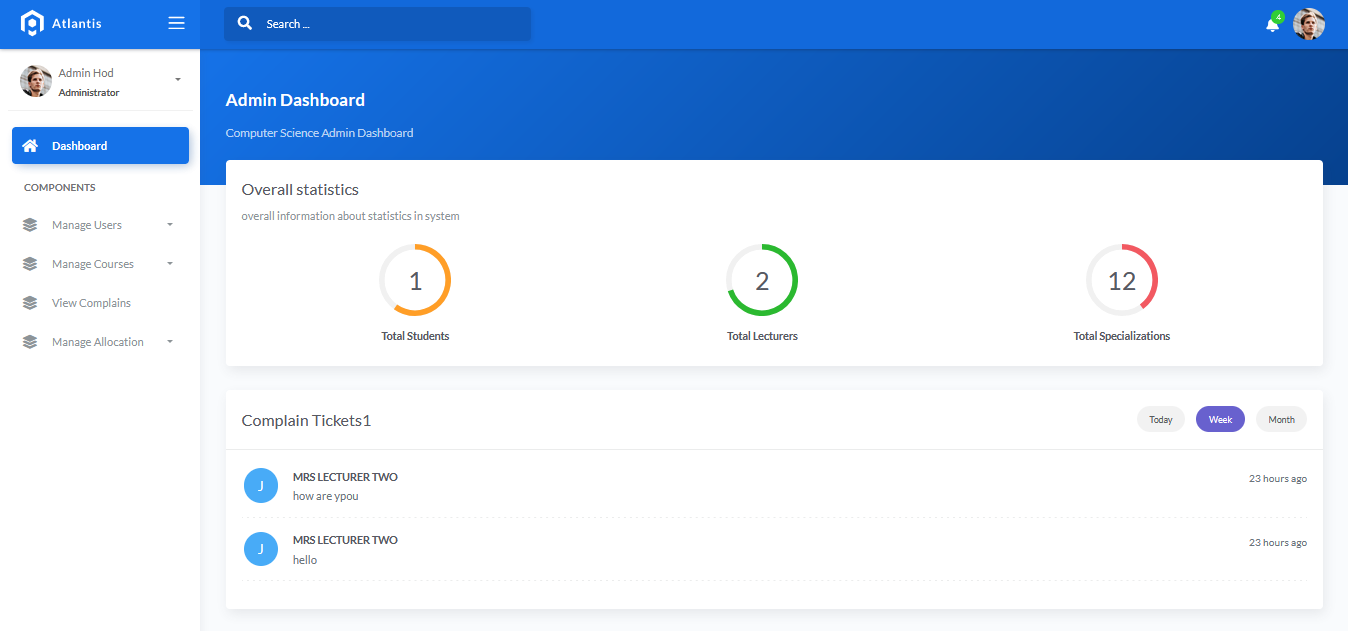 Atlantis
Search ...
4
Admin Hod
Administrator
Dashboard
COMPONENTS
Manage Users
Manage Courses
View Complains
Manage Allocation
Admin Dashboard
Computer Science Admin Dashboard
Overall statistics
overall information about statistics in system
1
2
12
Total Students
Total Lecturers
Total Specializations
Complain Tickets1
Today
Week
Month
J
MRS LECTURER TWO
23 hours ago
how are ypou
J
MRS LECTURER TWO
23 hours ago
hello